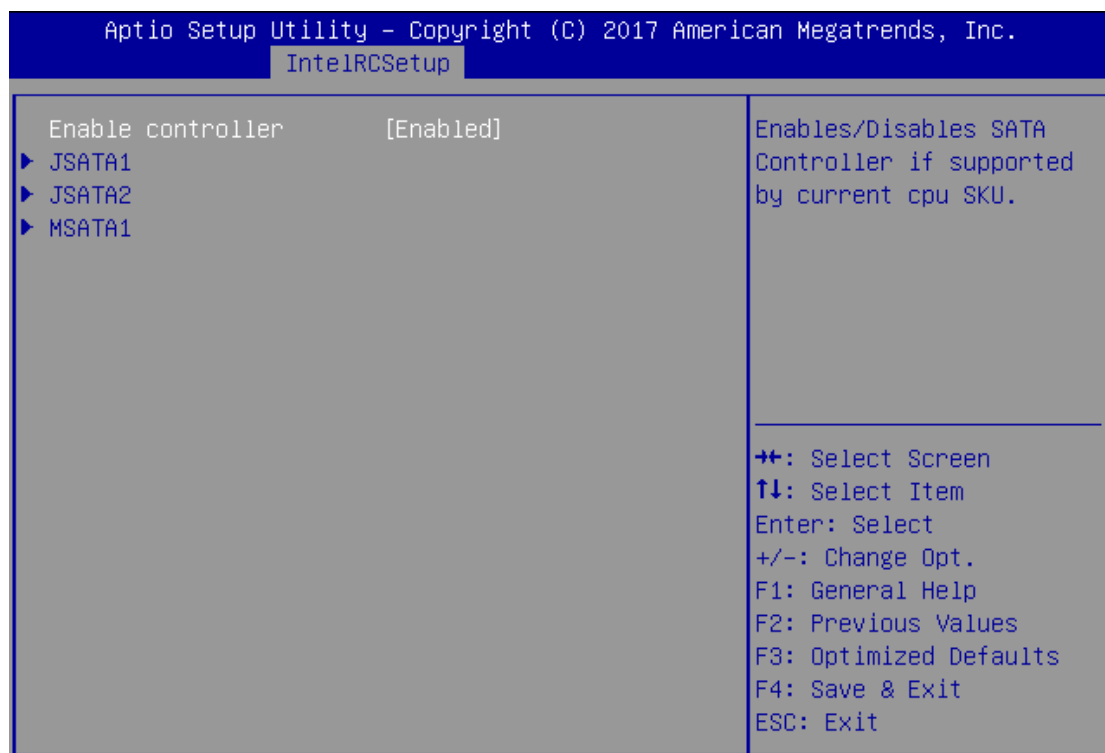 Aptio Setup Utility – Copyright (C) 2017 American Megatrends, Inc.
IntelRCSetup
Enable controller [Enabled]
▶ JSATA1
▶ JSATA2
▶ MSATA1
Enables/Disables SATA
Controller if supported
by current cpu SKU.
→←: Select Screen
↑↓: Select Item
Enter: Select
+/-: Change Opt.
F1: General Help
F2: Previous Values
F3: Optimized Defaults
F4: Save & Exit
ESC: Exit